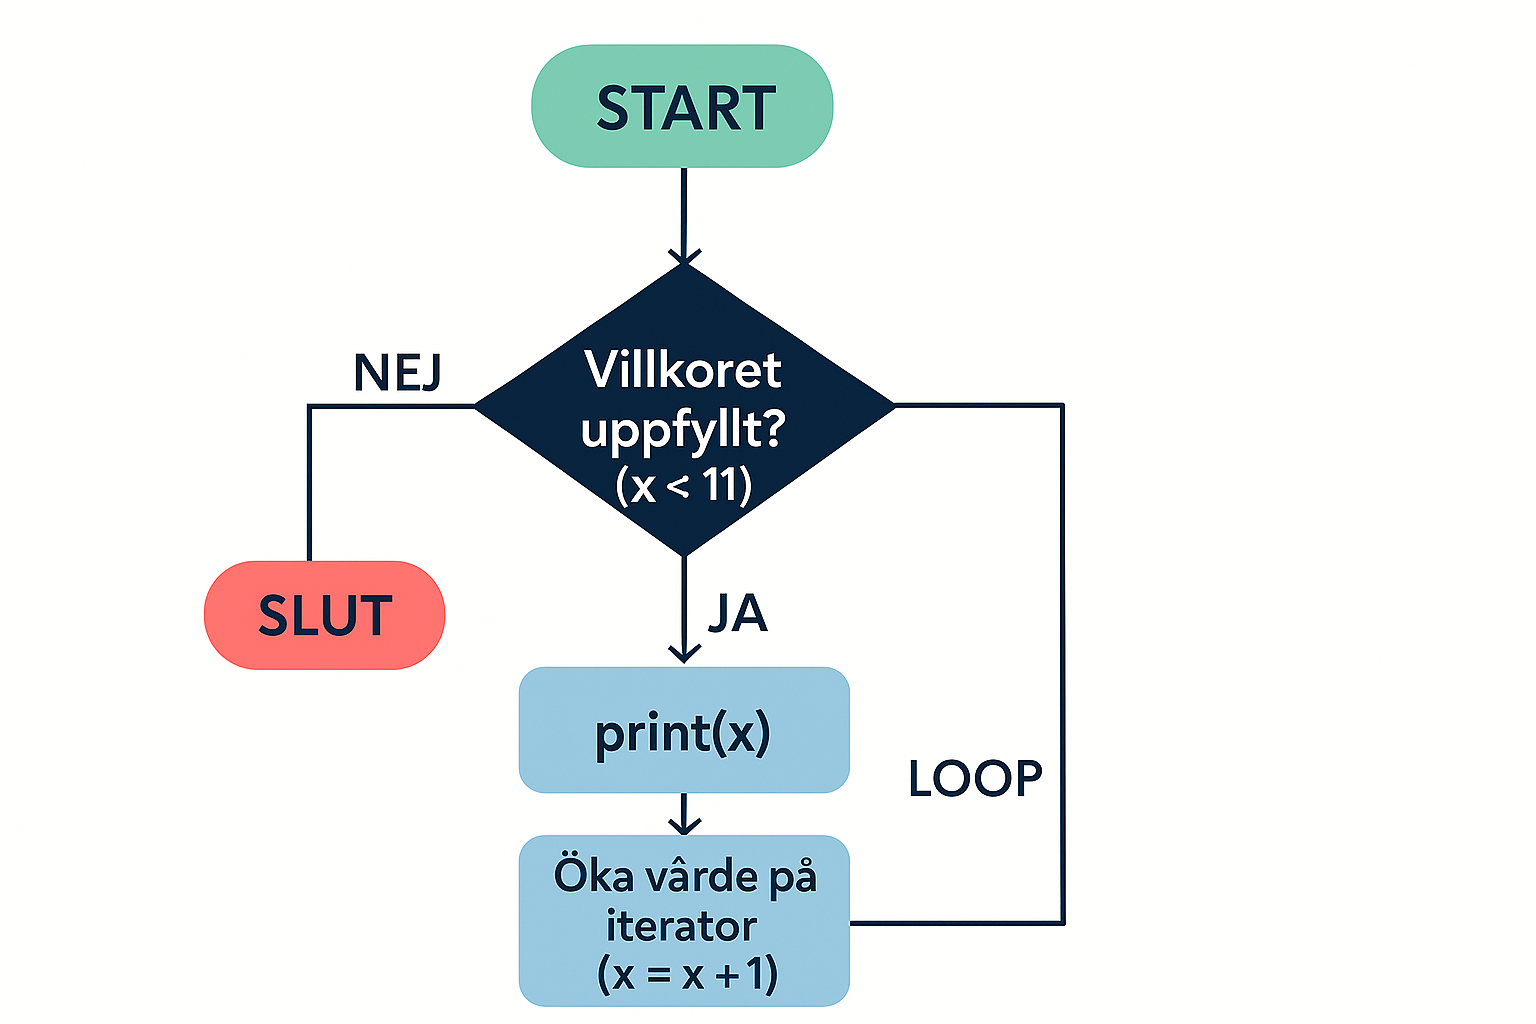 START
NEJ
Villkoret
uppfyllt?
(x < 11)
JA
SLUT
print(x)
LOOP
Öka vârde på
iterator
(x = x + 1)